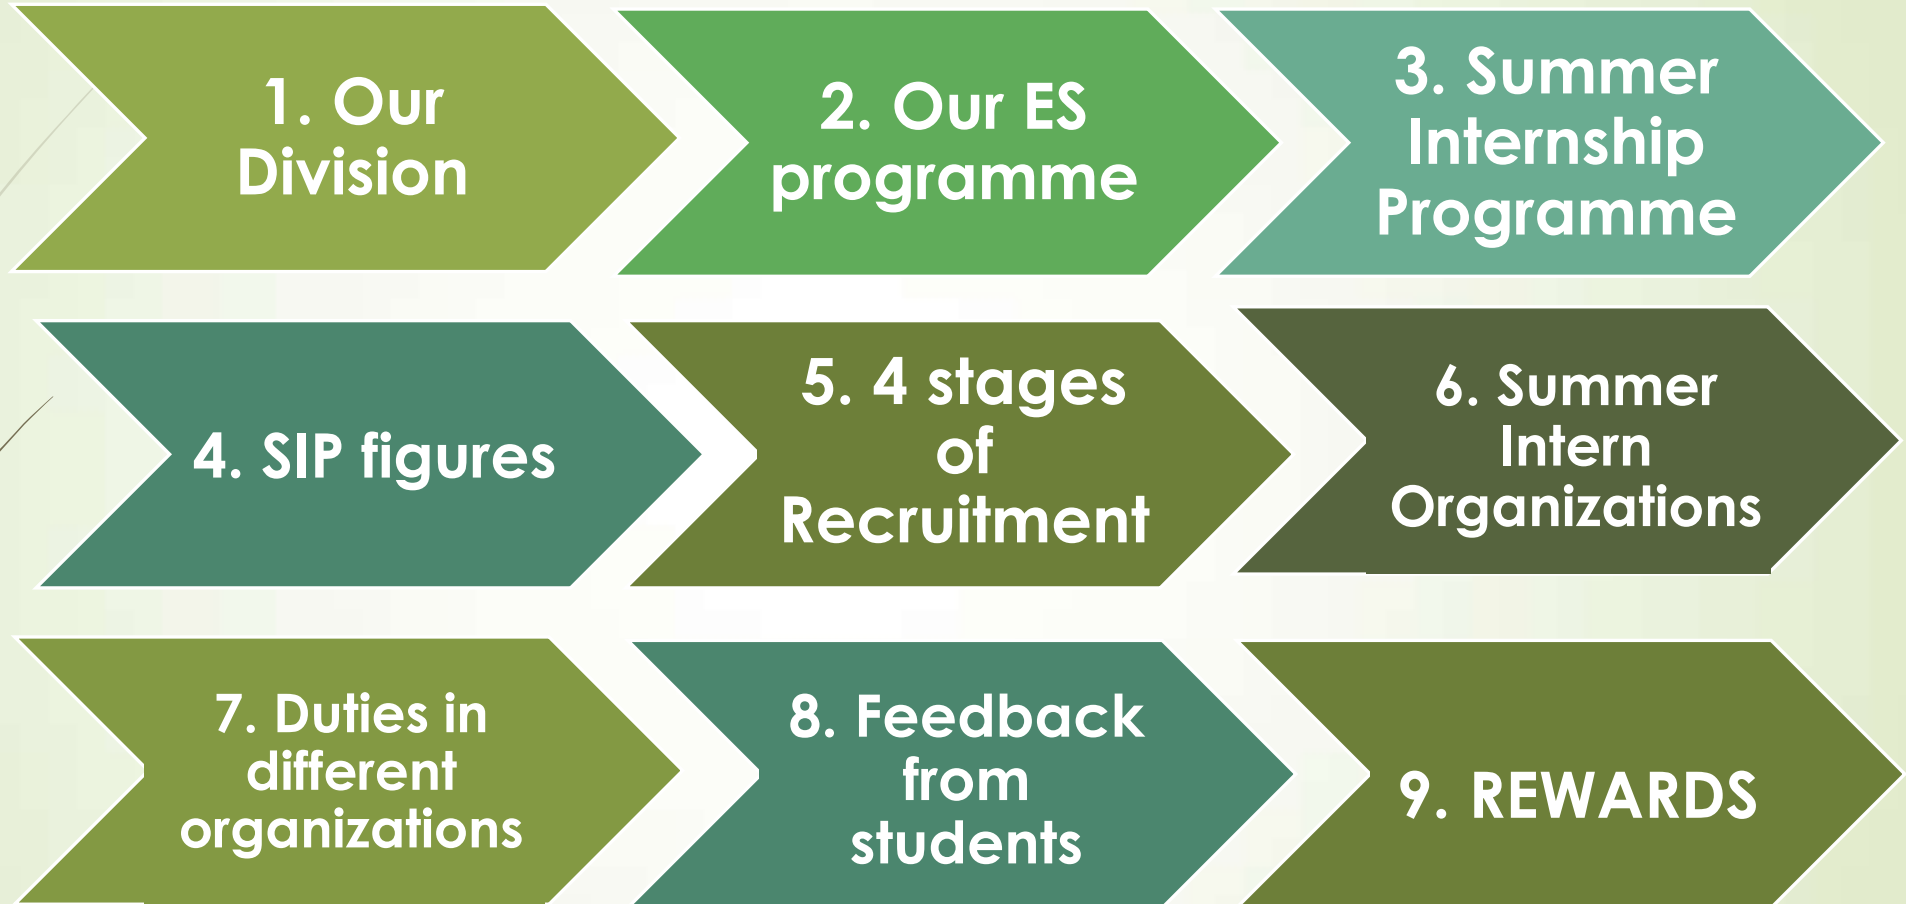 1. Our
Division
2. Our ES
programme
3. Summer
Internship
Programme
4. SIP figures
5. 4 stages
of
Recruitment
6. Summer
Intern
Organizations
7. Duties in
different
organizations
8. Feedback
from
students
9. REWARDS